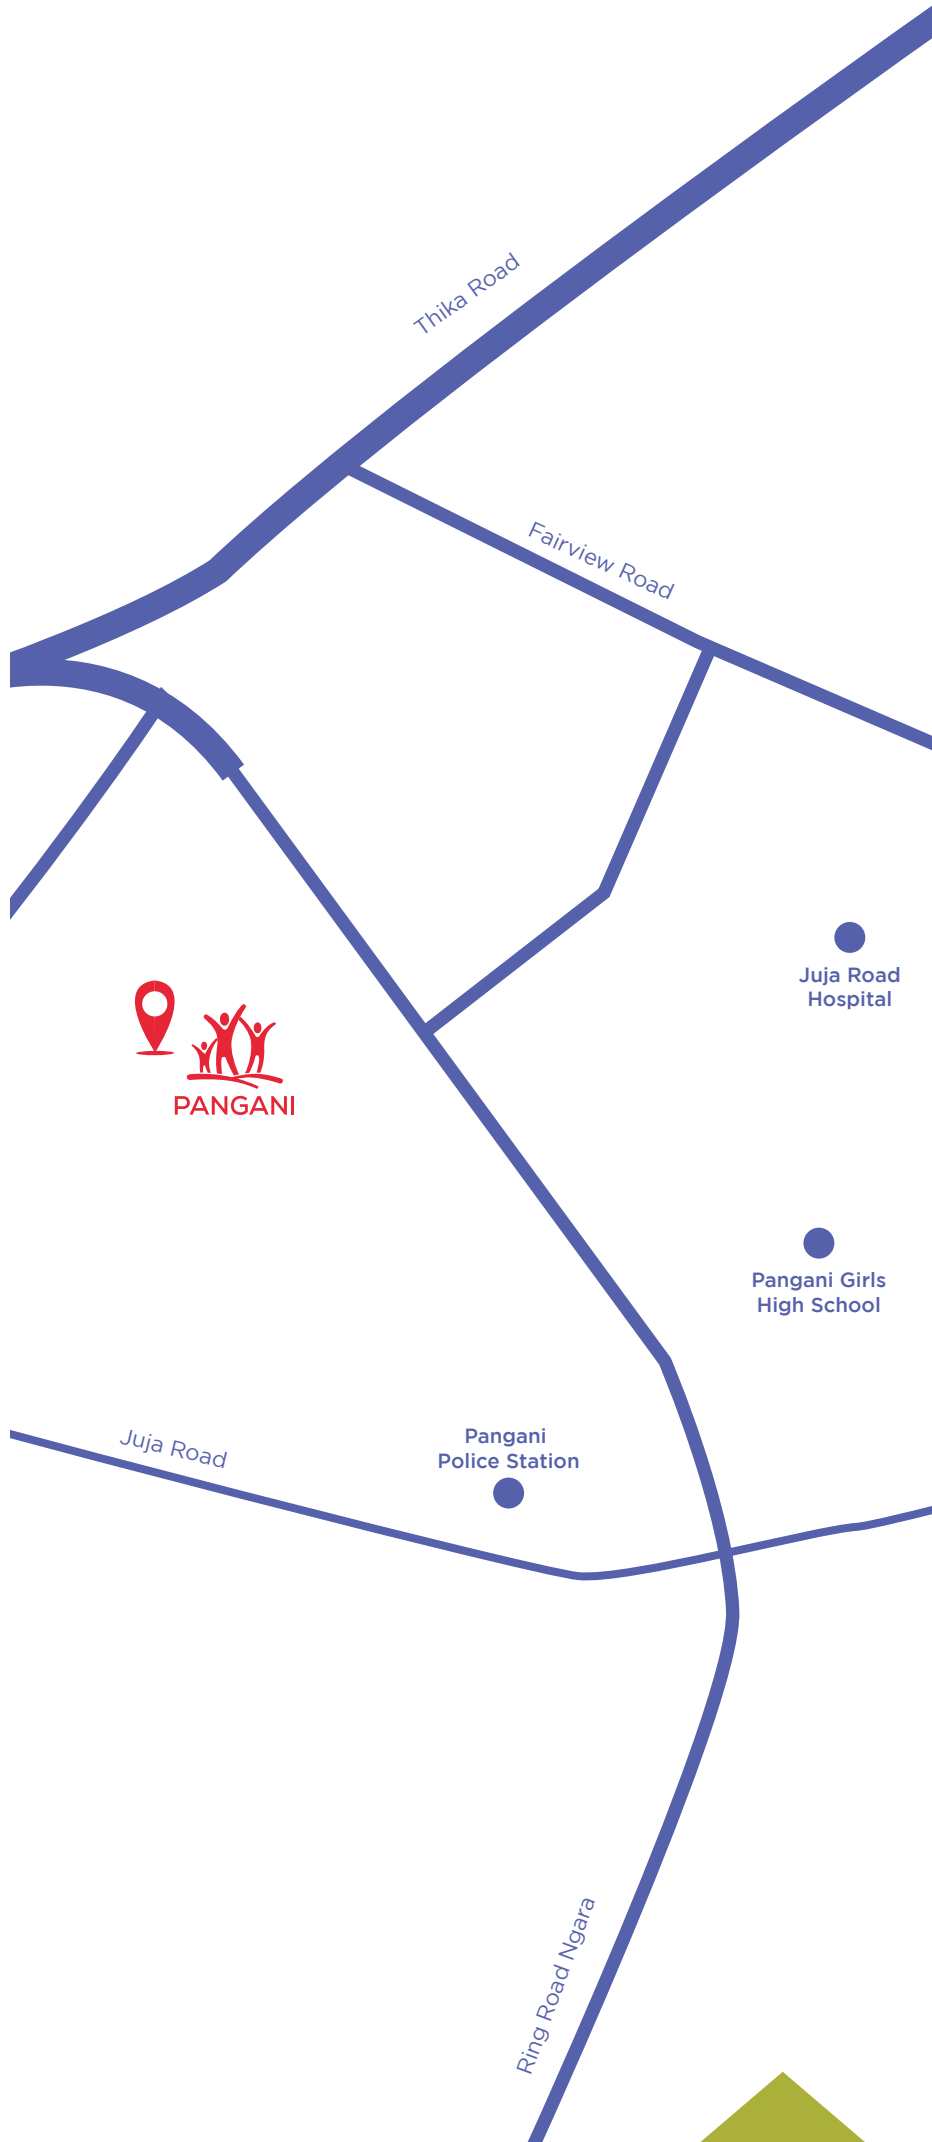 Thika Road
Fairview Road
Juja Road
Hospital
PANGANI
Pangani Girls
High School
Juja Road
Pangani
Police Station
Ring Road Ngara